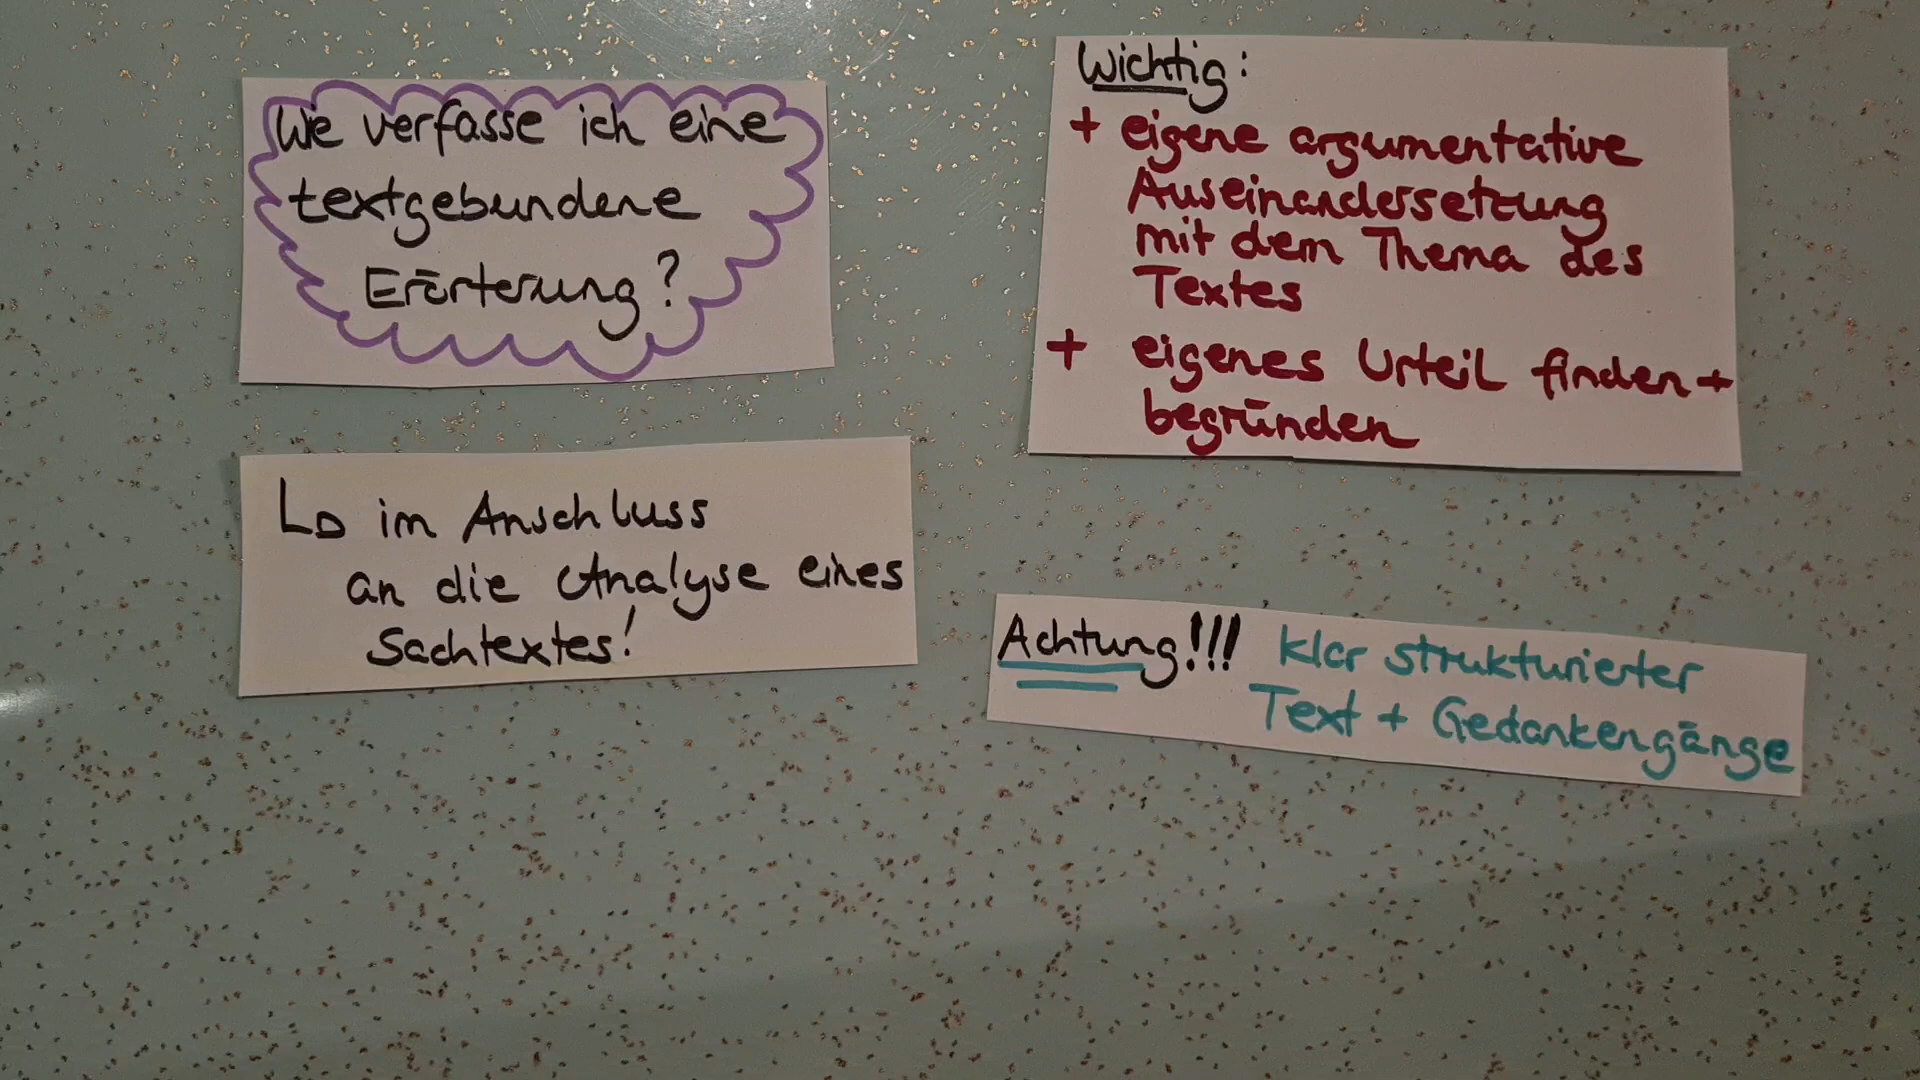 Wie verfasse ich eine
textgebundene
Erörterung?
↳ im Anschluss
an die Analyse eines
Sachtextes!
Wichtig:
+ eigene argumentative
Auseinandersetzung
mit dem Thema des
Textes
+ eigenes Urteil finden +
begründen
Achtung!!! klar strukturierter
Text + Gedankengänge